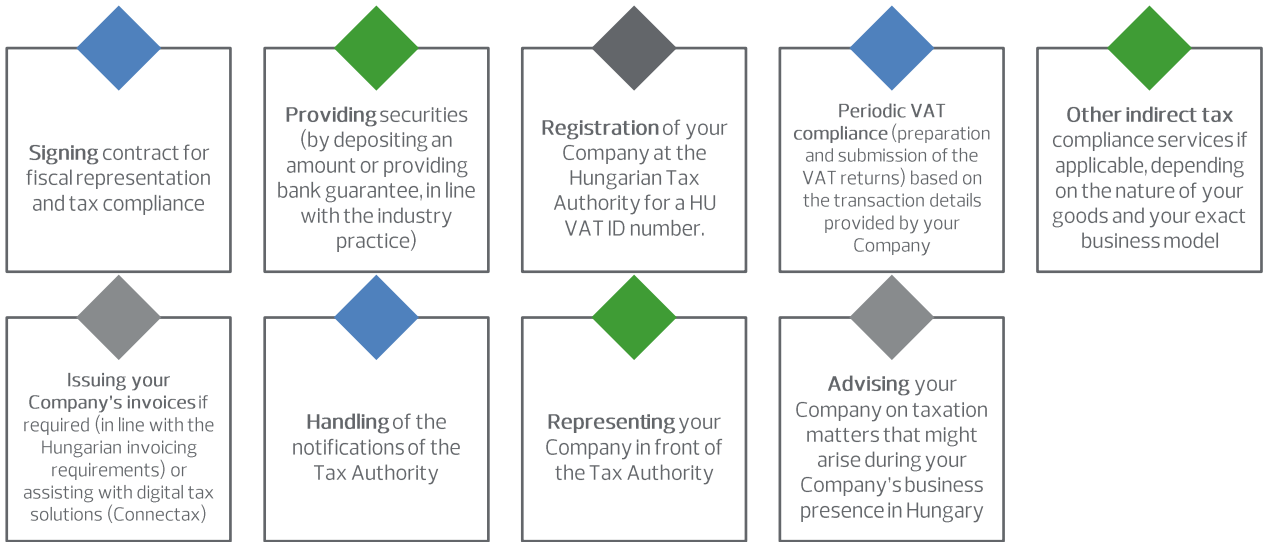 Signing contract for
fiscal representation
and tax compliance
Providing securities
(by depositing an
amount or providing
bank guarantee, in line
with the industry
practice)
Registration of your
Company at the
Hungarian Tax
Authority for a HU
VAT ID number.
Periodic VAT
compliance (preparation
and submission of the
VAT returns) based on
the transaction details
provided by your
Company
Other indirect tax
compliance services if
applicable, depending
on the nature of your
goods and your exact
business model
Issuing your
Company's invoices if
required (in line with the
Hungarian invoicing
requirements) or
assisting with digital tax
solutions (Connectax)
Handling of the
notifications of the
Tax Authority
Representing your
Company in front of
the Tax Authority
Advising your
Company on taxation
matters that might
arise during your
Company's business
presence in Hungary